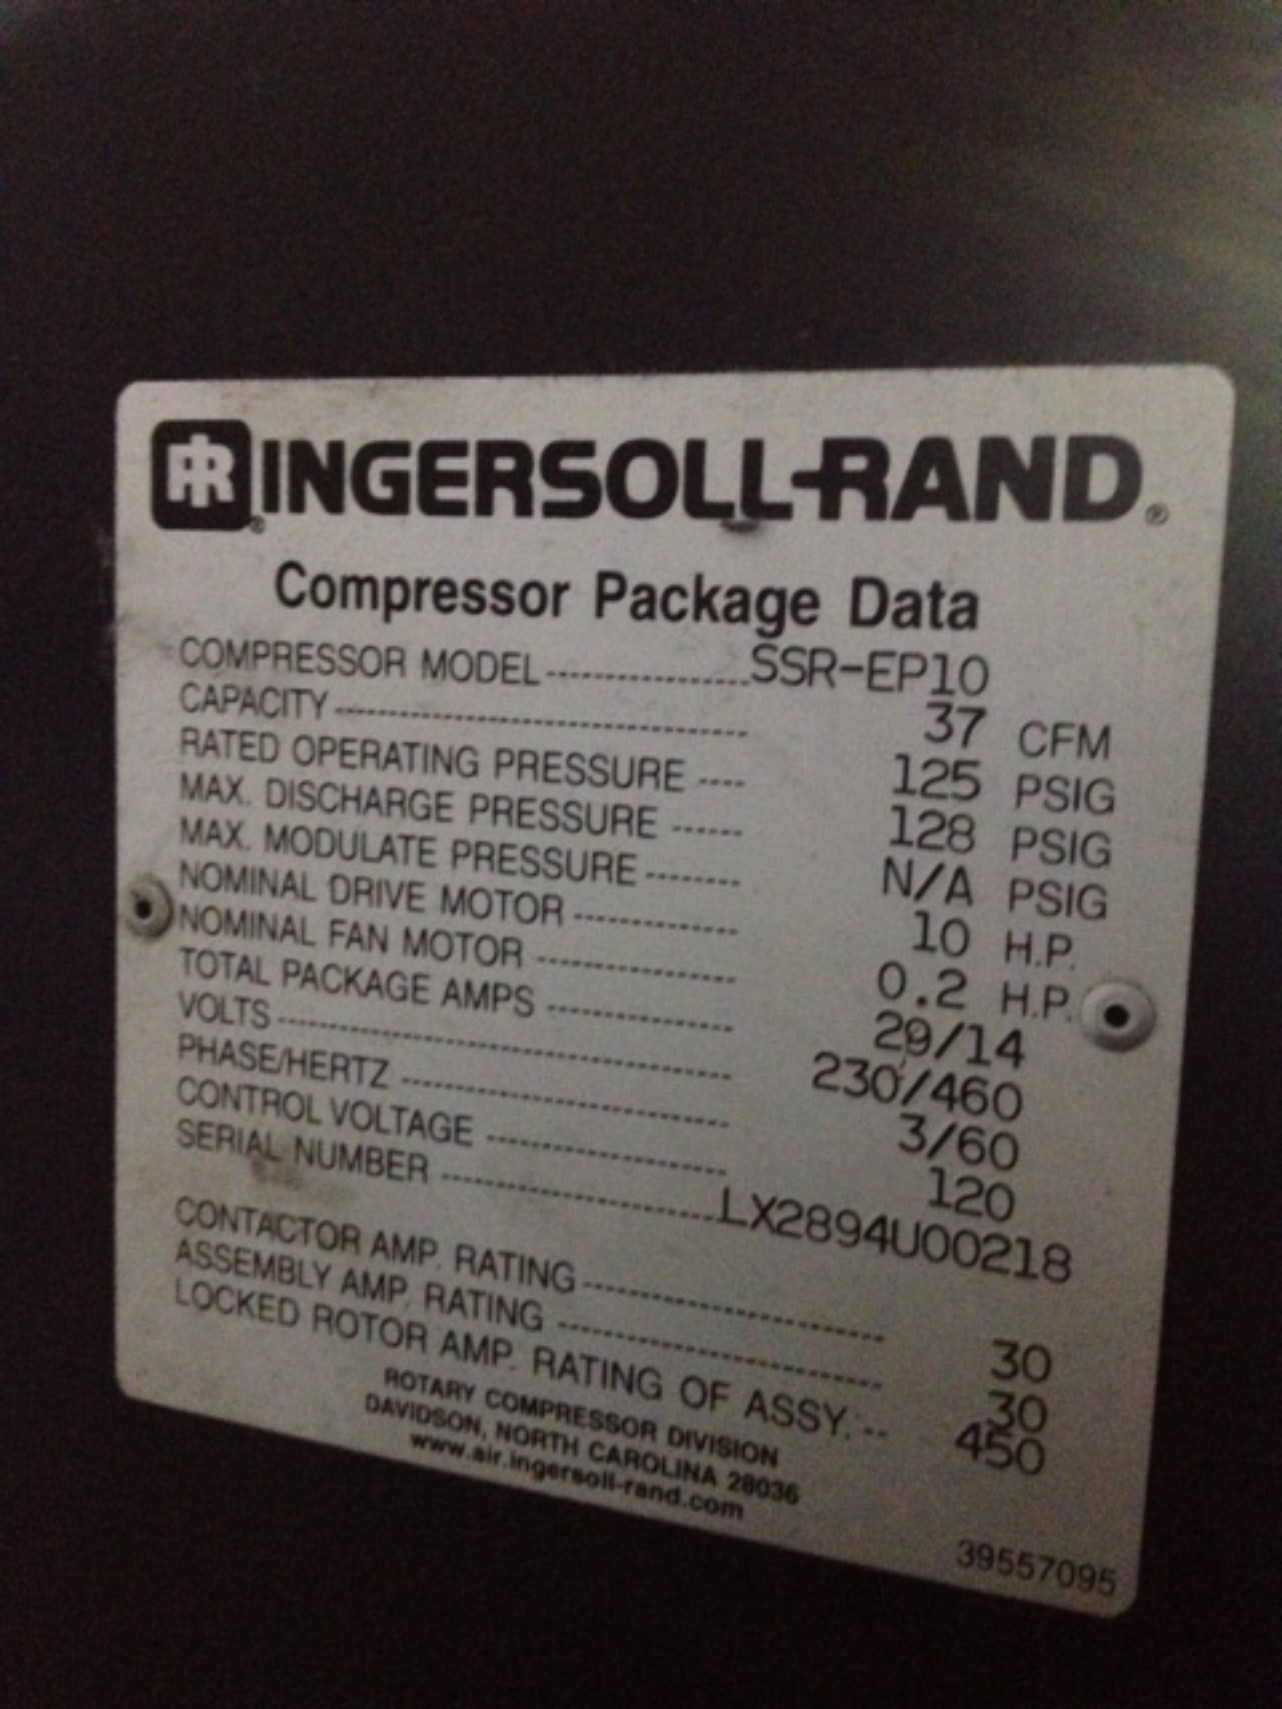 IR® INGERSOLL-RAND®
Compressor Package Data
COMPRESSOR MODEL-----------------SSR-EP10
CAPACITY-------------------------------- 37 CFM
RATED OPERATING PRESSURE ---- 125 PSIG
MAX. DISCHARGE PRESSURE ------ 128 PSIG
MAX. MODULATE PRESSURE-------- N/A PSIG
NOMINAL DRIVE MOTOR ------------- 10 H.P.
NOMINAL FAN MOTOR --------------- 0.2 H.P.
TOTAL PACKAGE AMPS -------------- 29/14
VOLTS----------------------------------- 230/460
PHASE/HERTZ ------------------------- 3/60
CONTROL VOLTAGE ------------------ 120
SERIAL NUMBER ---------------------LX2894U00218
CONTACTOR AMP. RATING----------------------- 30
ASSEMBLY AMP. RATING ------------------------- 30
LOCKED ROTOR AMP. RATING OF ASSY. -- 450
ROTARY COMPRESSOR DIVISION
DAVIDSON, NORTH CAROLINA 28036
www.air.ingersoll-rand.com
39557095